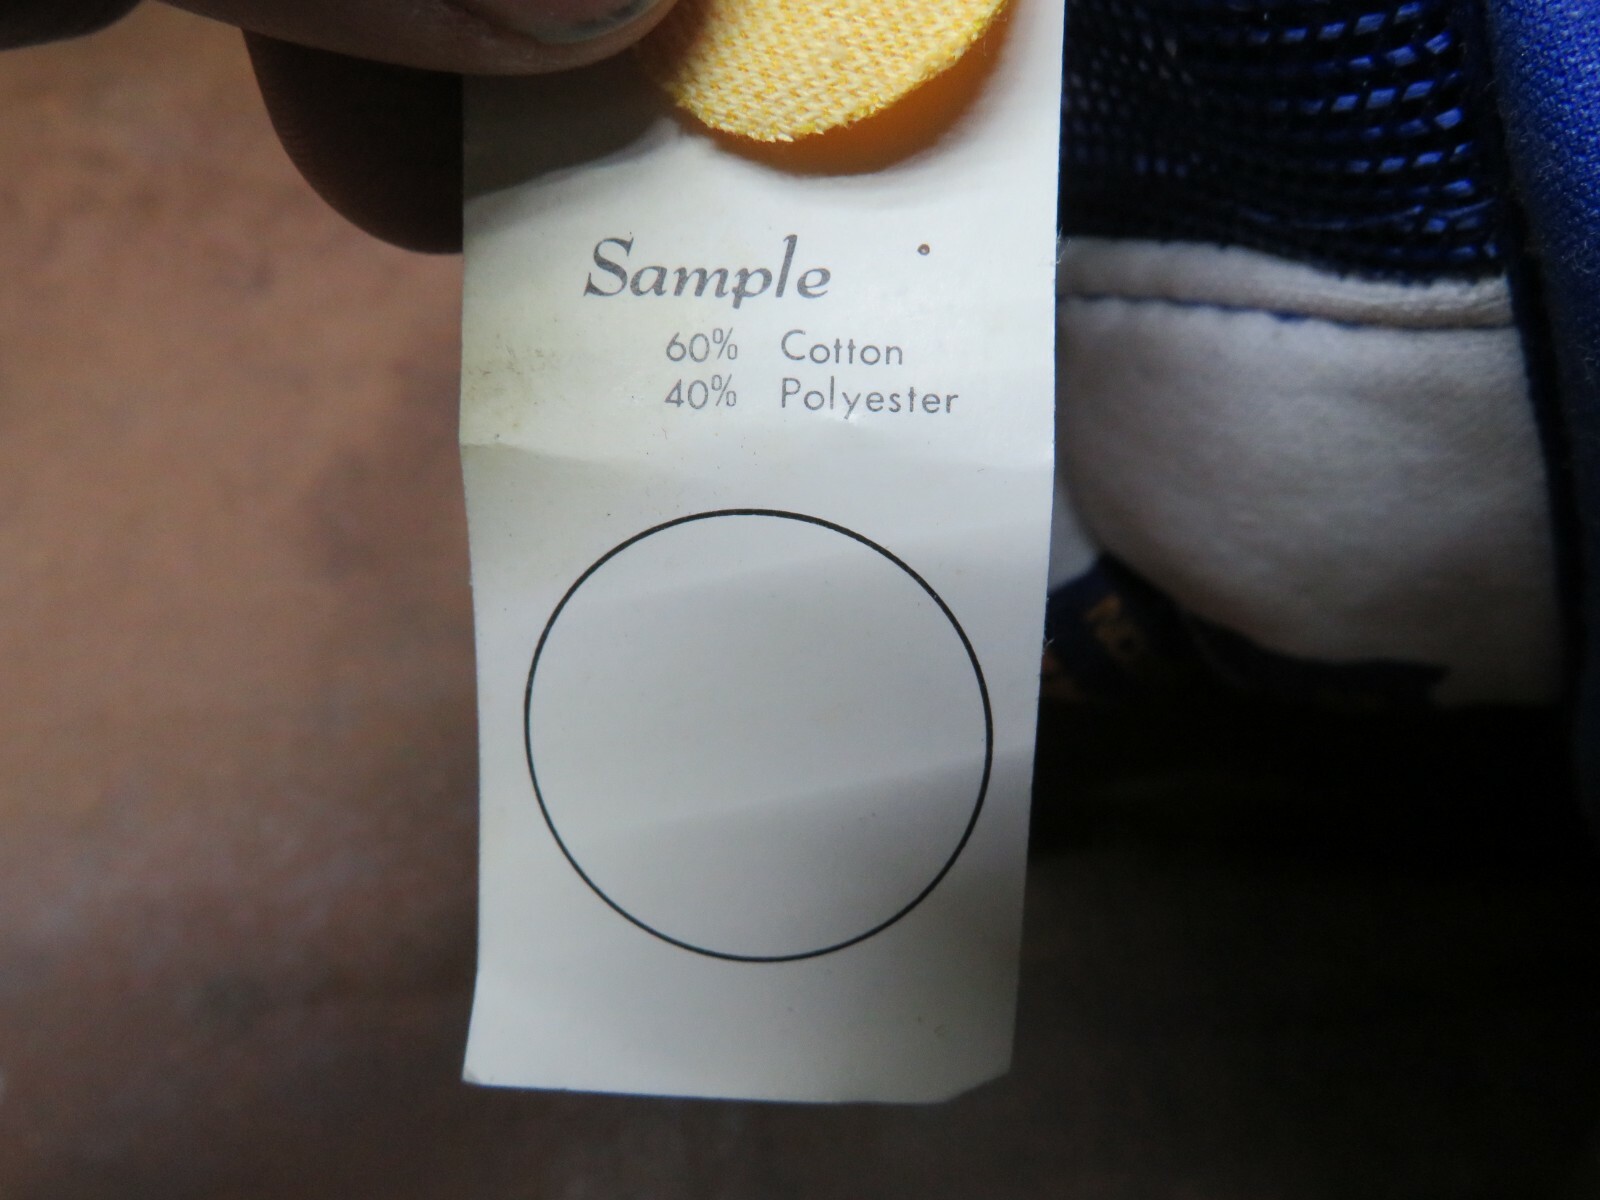 Sample
60% Cotton
40% Polyester